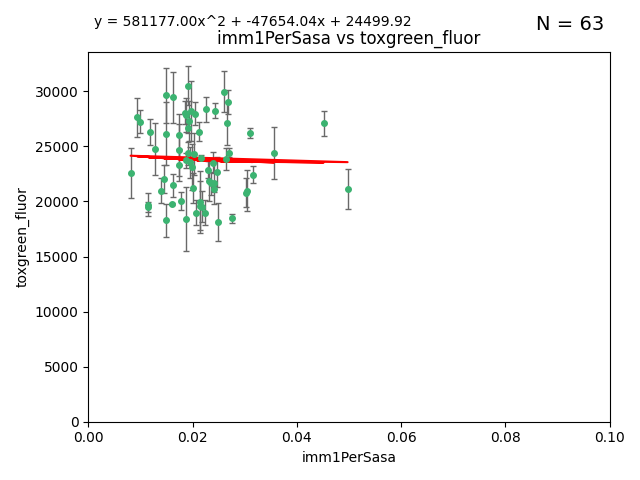 y = 581177.00x^2 + -47654.04x + 24499.92
N = 63
imm1PerSasa vs toxgreen_fluor
30000
25000
20000
15000
10000
5000
0
toxgreen_fluor
0.00 0.02 0.04 0.06 0.08 0.10
imm1PerSasa